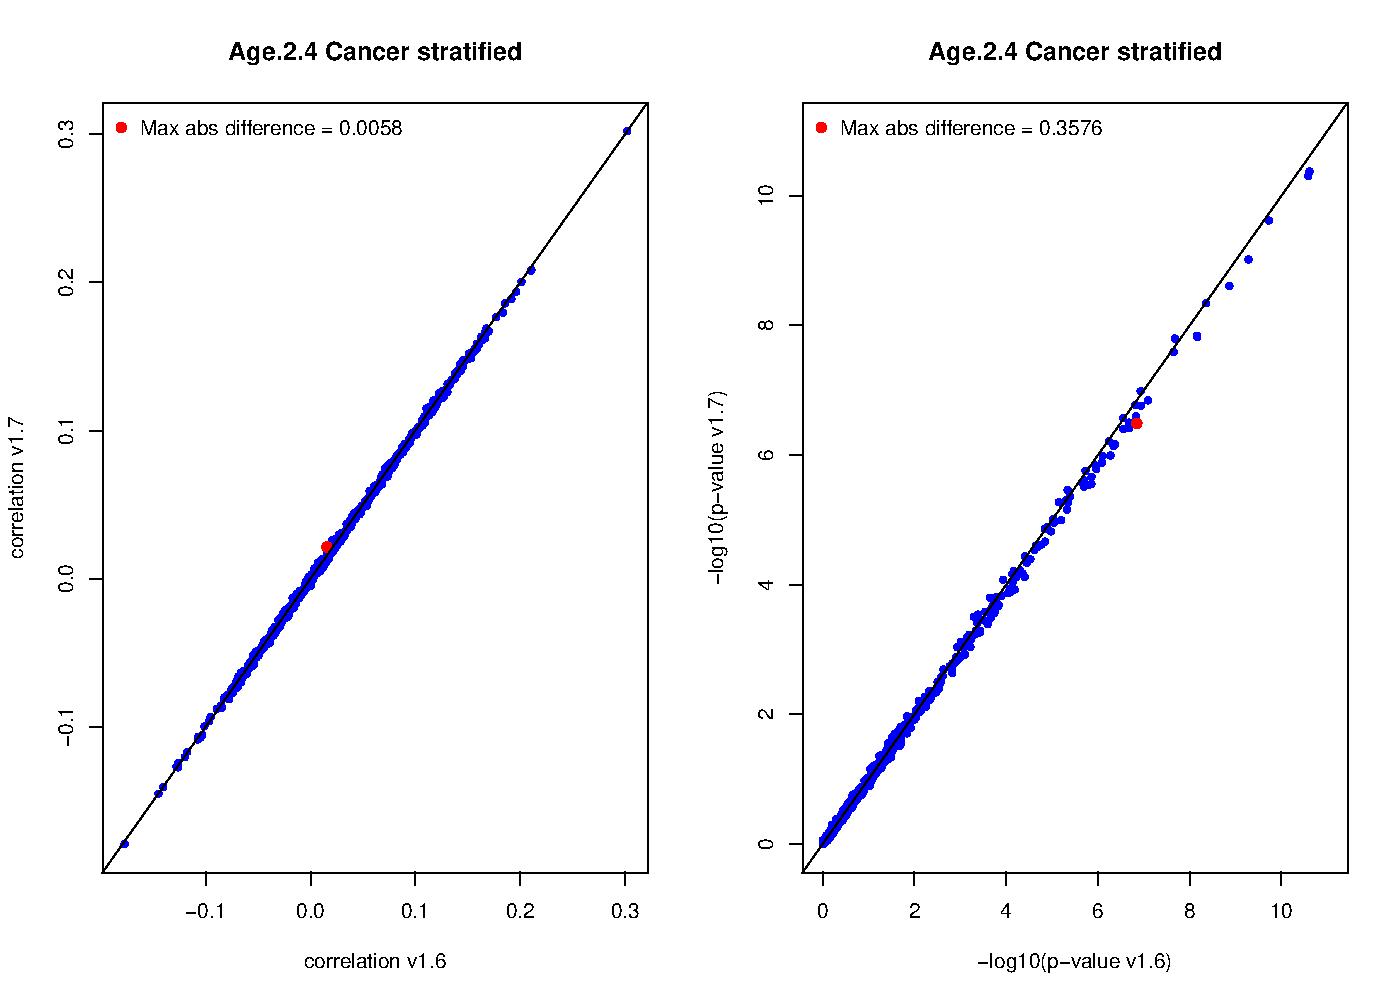 Age.2.4 Cancer stratified
Max abs difference = 0.0058
0.3
0.2
0.1
0.0
−0.1
correlation v1.7
−0.1 0.0 0.1 0.2 0.3
correlation v1.6
Age.2.4 Cancer stratified
Max abs difference = 0.3576
10
8
6
4
2
0
−log10(p−value v1.7)
0 2 4 6 8 10
−log10(p−value v1.6)